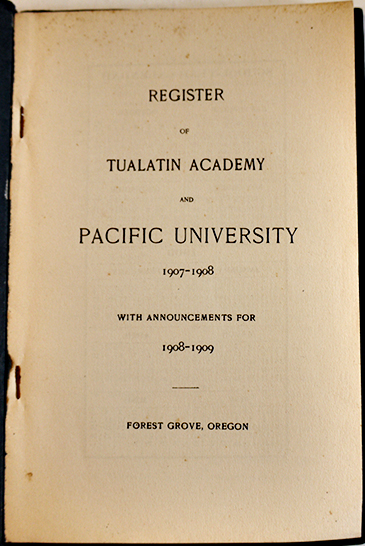 REGISTER
OF
TUALATIN ACADEMY
AND
PACIFIC UNIVERSITY
1907-1908
WITH ANNOUNCEMENTS FOR
1908-1909
FOREST GROVE, OREGON